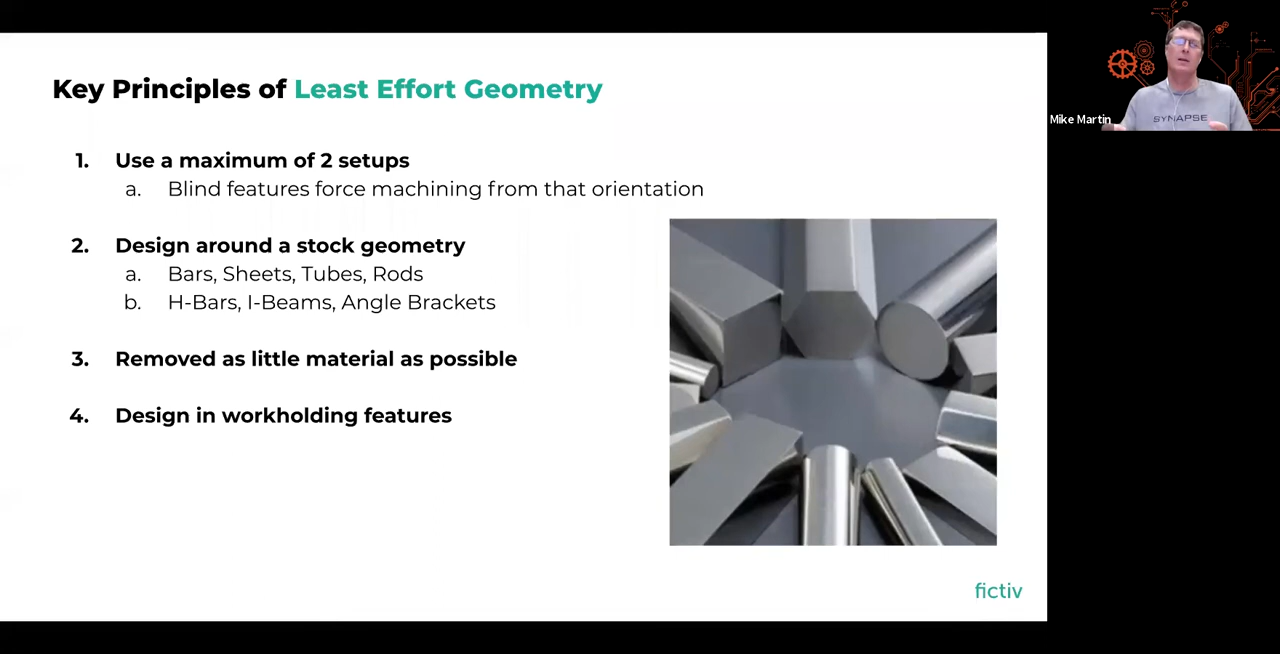 Key Principles of Least Effort Geometry
1. Use a maximum of 2 setups
a. Blind features force machining from that orientation
2. Design around a stock geometry
a. Bars, Sheets, Tubes, Rods
b. H-Bars, I-Beams, Angle Brackets
3. Removed as little material as possible
4. Design in workholding features
fictiv
Mike Martin
SYNAPSE